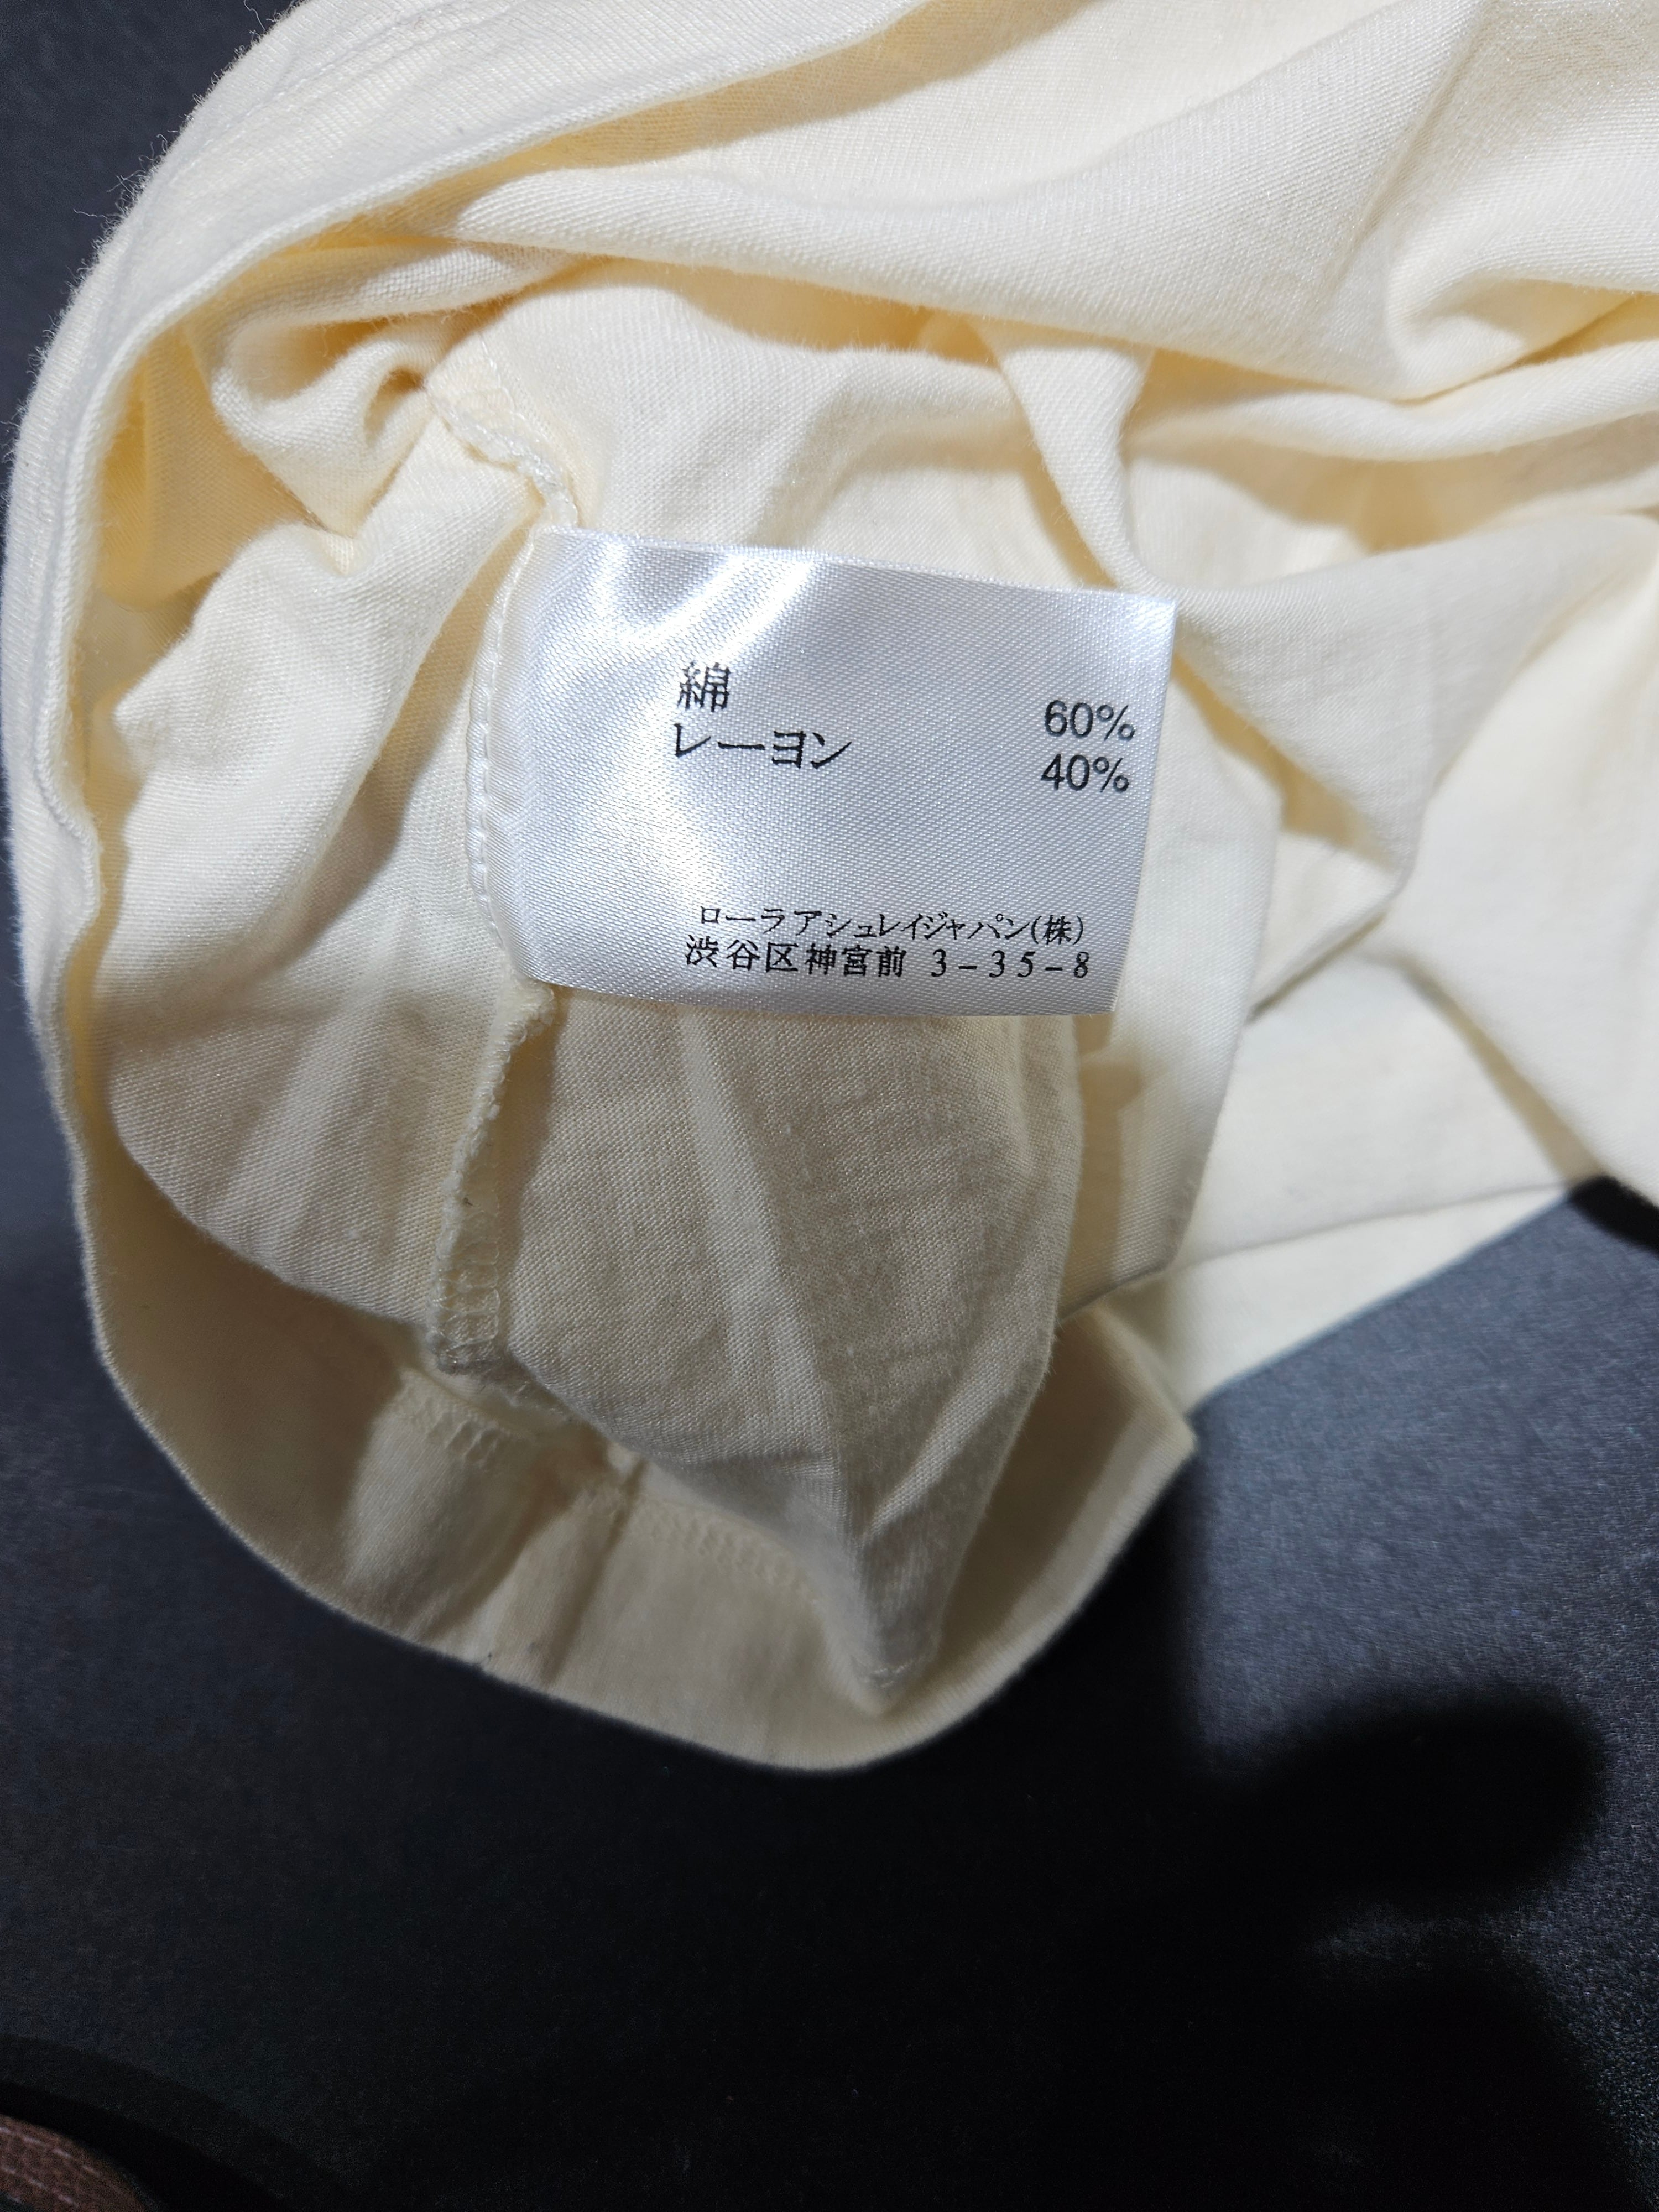 綿 60%
レーヨン 40%
ローラアシュレイジャパン(株)
渋谷区神宮前 3-35-8